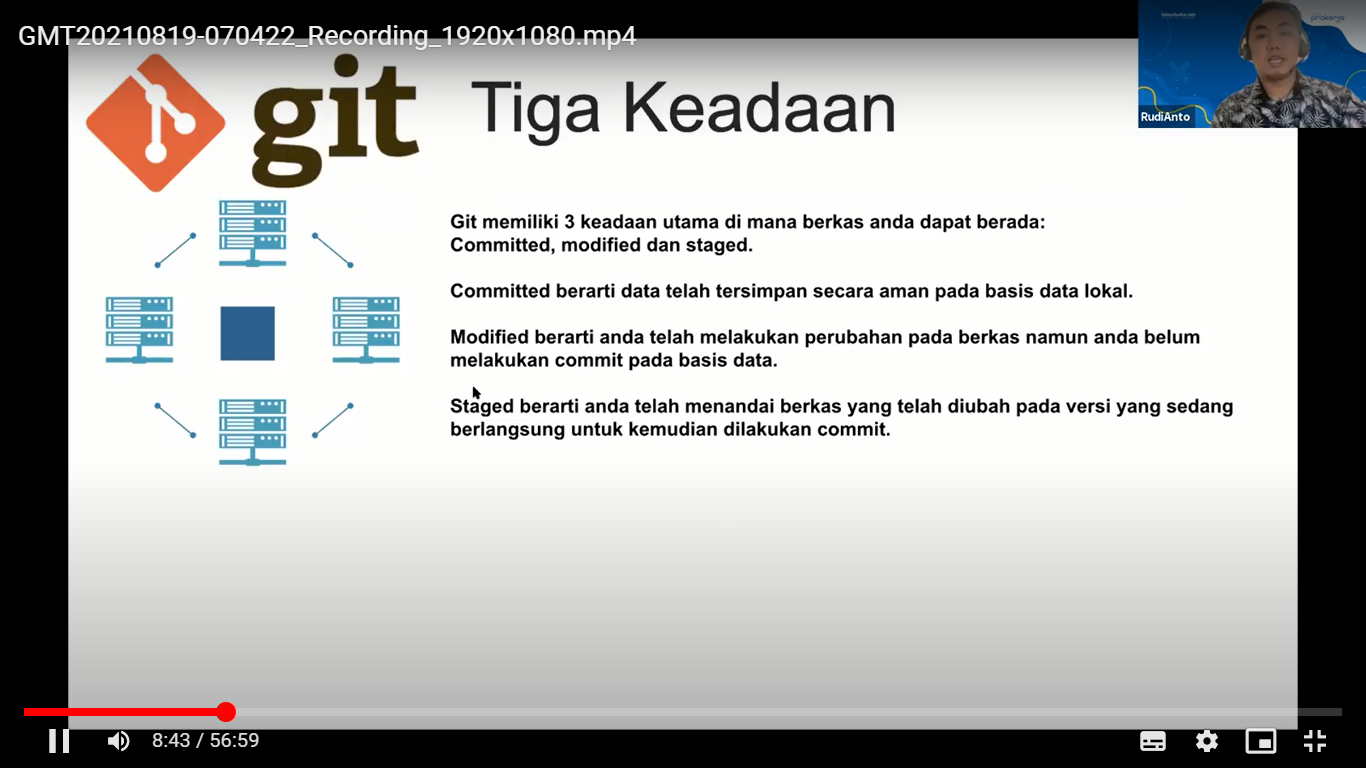 GMT20210819-070422_Recording_1920x1080.mp4
git
Tiga Keadaan
prakerja
RudiAnto
Git memiliki 3 keadaan utama di mana berkas anda dapat berada:
Committed, modified dan staged.
Committed berarti data telah tersimpan secara aman pada basis data lokal.
Modified berarti anda telah melakukan perubahan pada berkas namun anda belum
melakukan commit pada basis data.
Staged berarti anda telah menandai berkas yang telah diubah pada versi yang sedang
berlangsung untuk kemudian dilakukan commit.
8:43 / 56:59